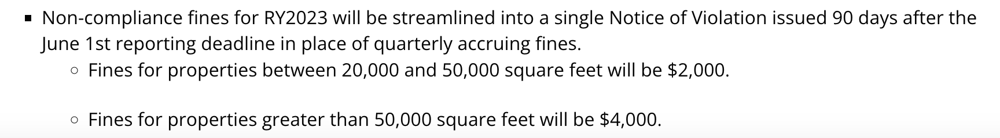 ▪ Non-compliance fines for RY2023 will be streamlined into a single Notice of Violation issued 90 days after the
June 1st reporting deadline in place of quarterly accruing fines.
○ Fines for properties between 20,000 and 50,000 square feet will be $2,000.
○ Fines for properties greater than 50,000 square feet will be $4,000.